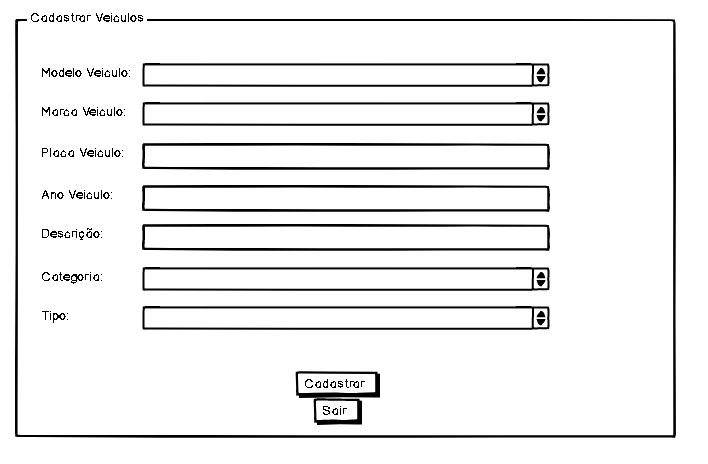 Cadastrar Veiculos
Modelo Veiculo:
Marca Veiculo:
Placa Veiculo:
Ano Veiculo:
Descrição:
Categoria:
Tipo:
Cadastrar
Sair